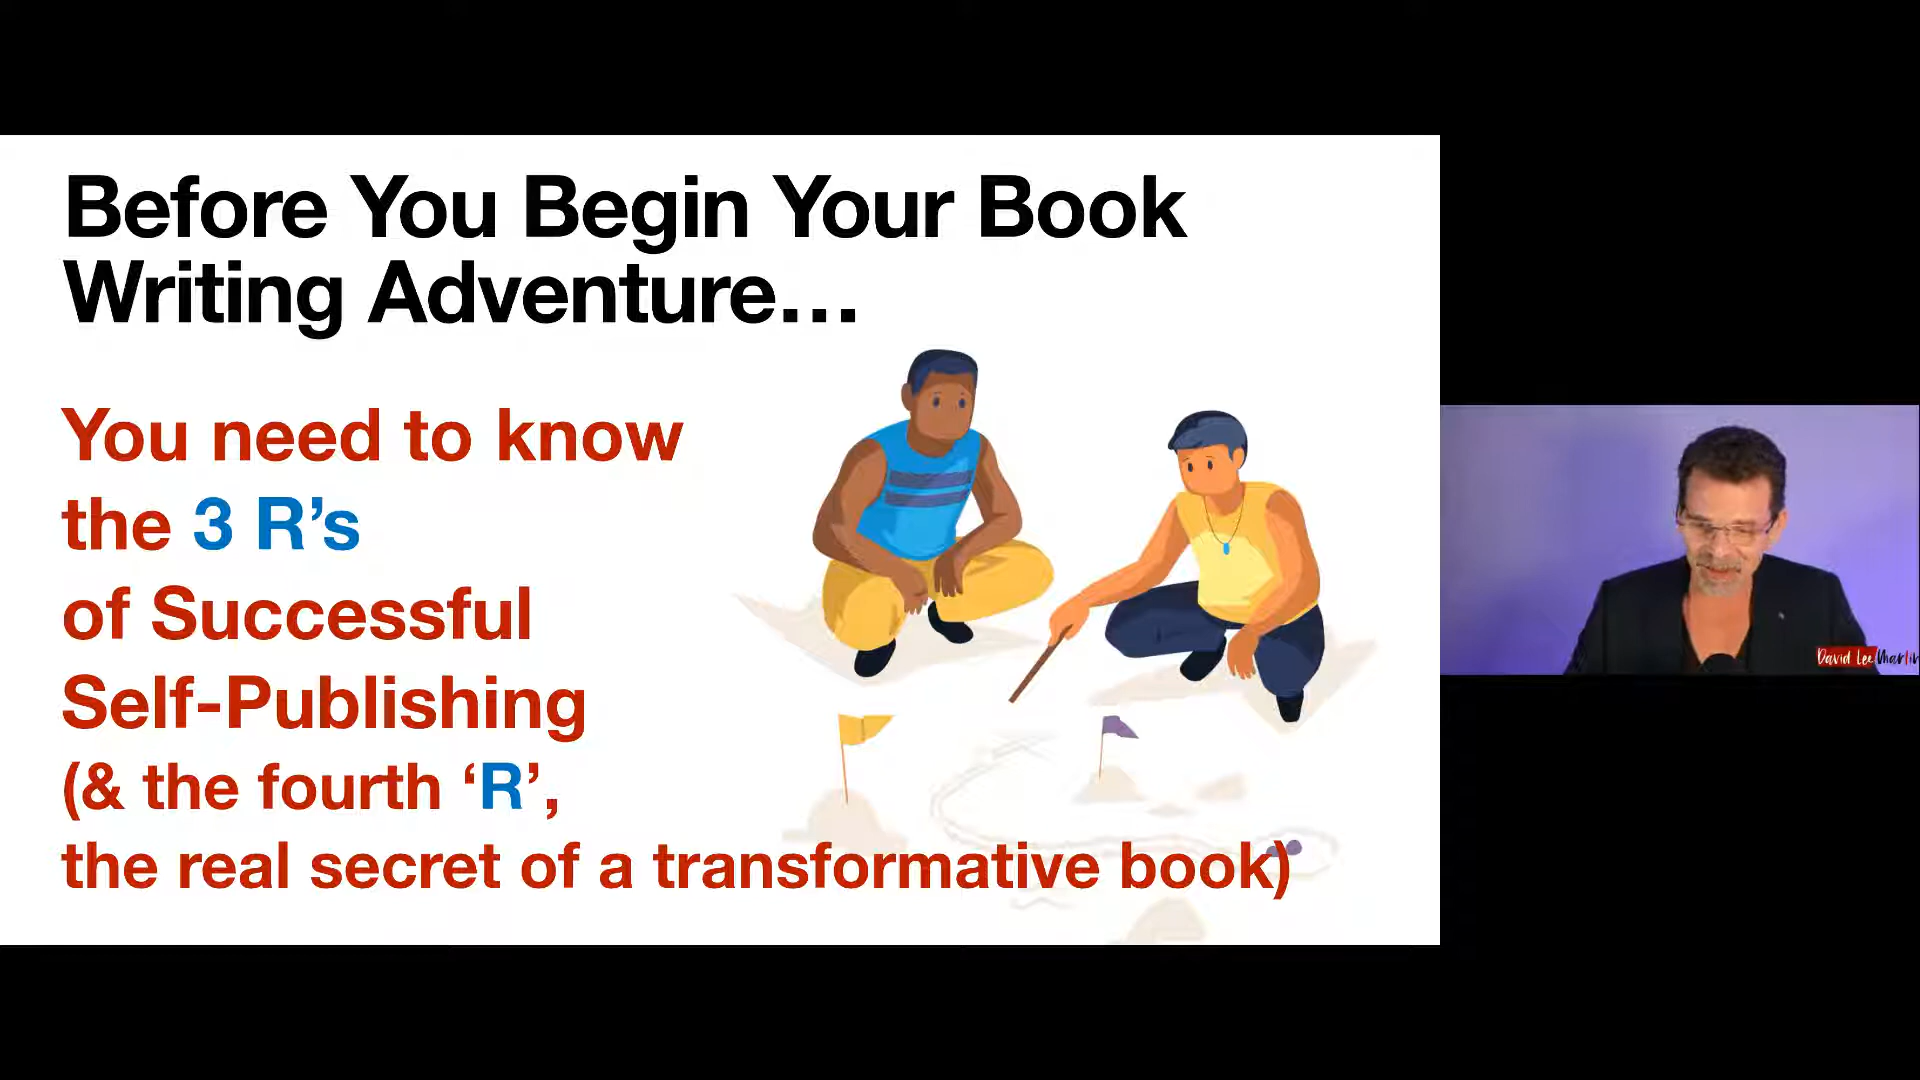 Before You Begin Your Book
Writing Adventure…
You need to know
the 3 R’s
of Successful
Self-Publishing
(& the fourth ‘R’,
the real secret of a transformative book)
David Lee Martin